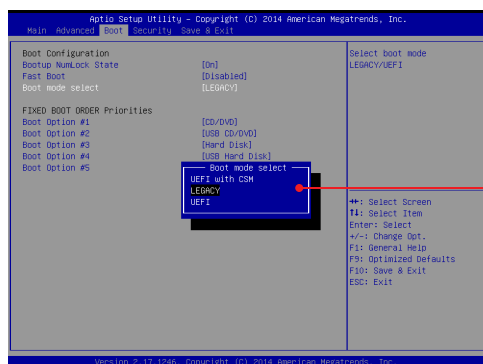 Aptio Setup Utility – Copyright (C) 2014 American Megatrends, Inc.
Main Advanced Boot Security Save & Exit
Boot Configuration
Bootup NumLock State [On]
Fast Boot [Disabled]
Boot mode select [LEGACY]
FIXED BOOT ORDER Priorities
Boot Option #1 [CD/DVD]
Boot Option #2 [USB CD/DVD]
Boot Option #3 [Hard Disk]
Boot Option #4 [USB Hard Disk]
Boot Option #5
Boot mode select
UEFI with CSM
LEGACY
UEFI
Select boot mode
LEGACY/UEFI
→←: Select Screen
↑↓: Select Item
Enter: Select
+/-: Change Opt.
F1: General Help
F9: Optimized Defaults
F10: Save & Exit
ESC: Exit
Version 2.17.1246. Copyright (C) 2014 American Megatrends, Inc.